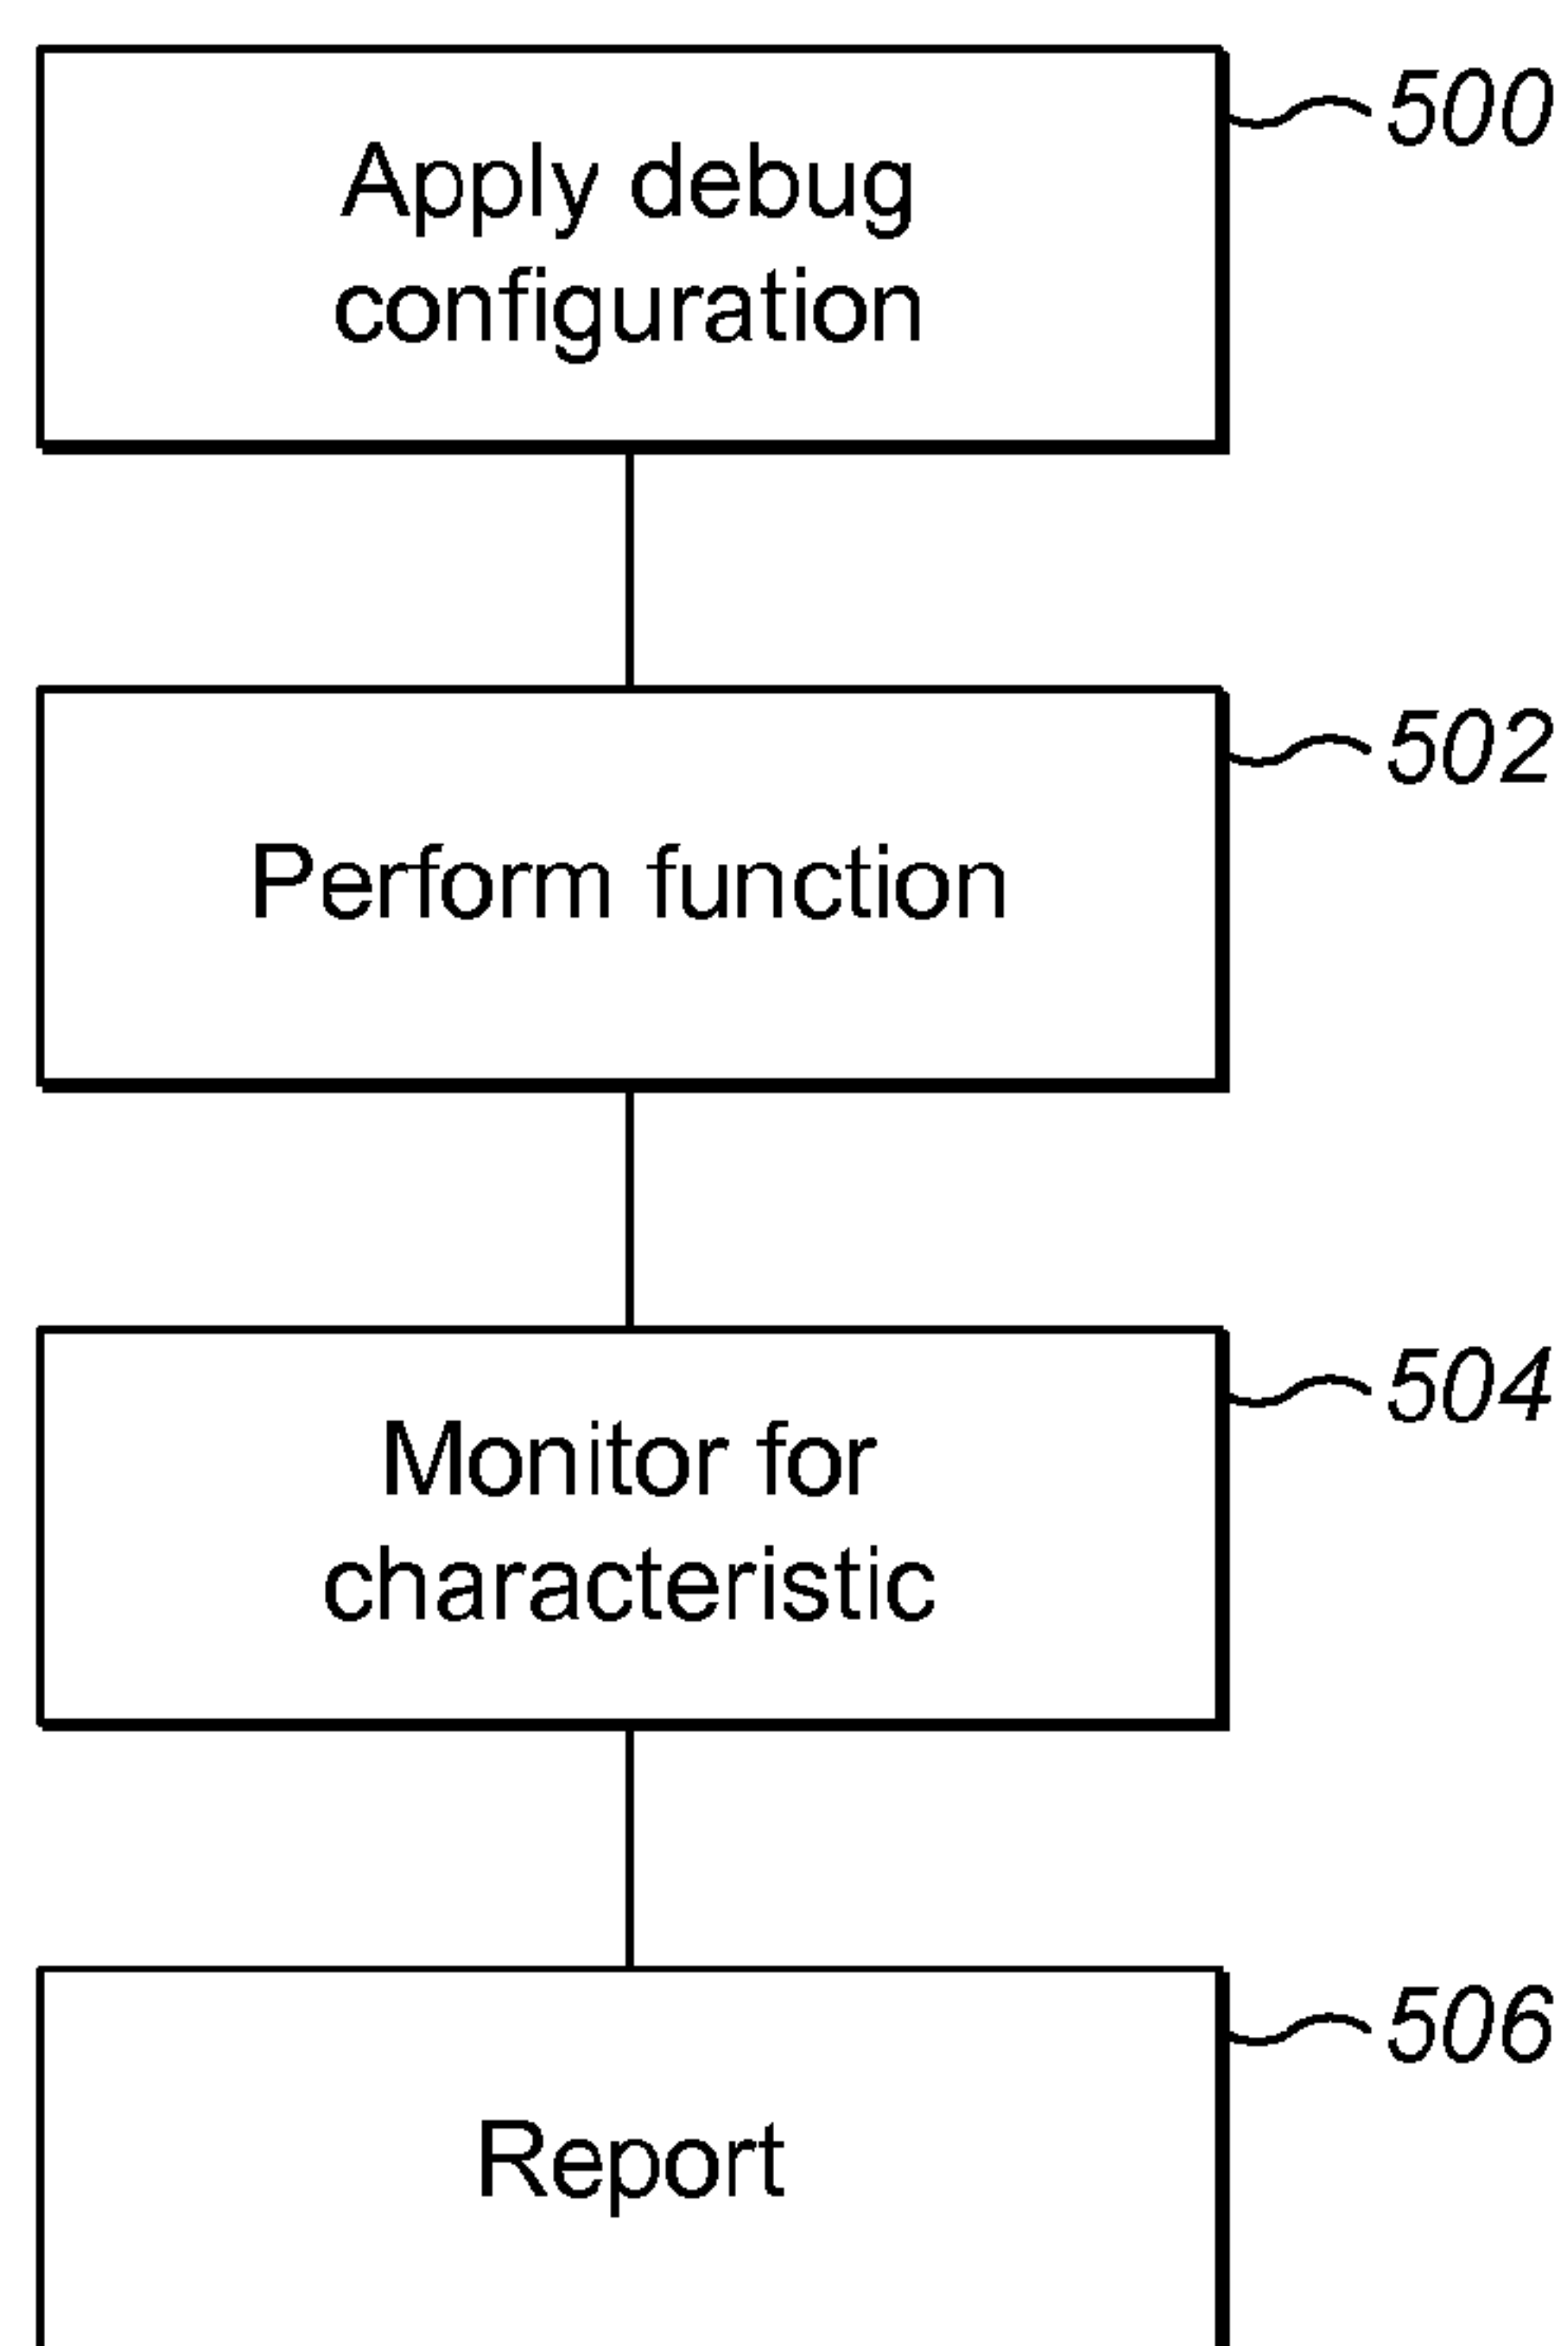 500
Apply debug
configuration
502
Perform function
504
Monitor for
characteristic
506
Report